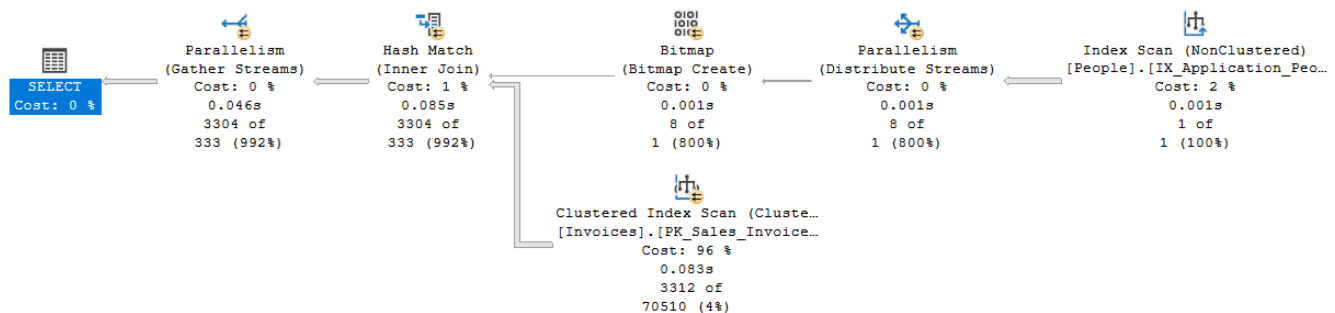 SELECT
Cost: 0 %
Parallelism
(Gather Streams)
Cost: 0 %
0.046s
3304 of
333 (992%)
Hash Match
(Inner Join)
Cost: 1 %
0.085s
3304 of
333 (992%)
0101
1010
010
Bitmap
(Bitmap Create)
Cost: 0 %
0.001s
8 of
1 (800%)
Parallelism
(Distribute Streams)
Cost: 0 %
0.001s
8 of
1 (800%)
Index Scan (NonClustered)
[People].[IX_Application_Peo…
Cost: 2 %
0.001s
1 of
1 (100%)
Clustered Index Scan (Cluste…
[Invoices].[PK_Sales_Invoice…
Cost: 96 %
0.083s
3312 of
70510 (4%)